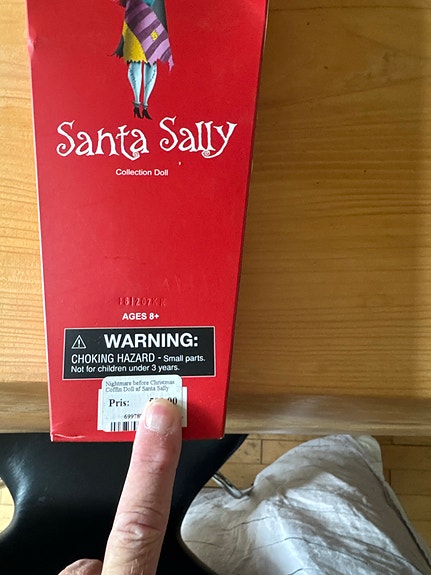 Santa Sally
Collection Doll
AGES 8+
WARNING:
CHOKING HAZARD - Small parts.
Not for children under 3 years.
Nightmare before Christmas
Coffin Doll af Santa Sally
Pris: